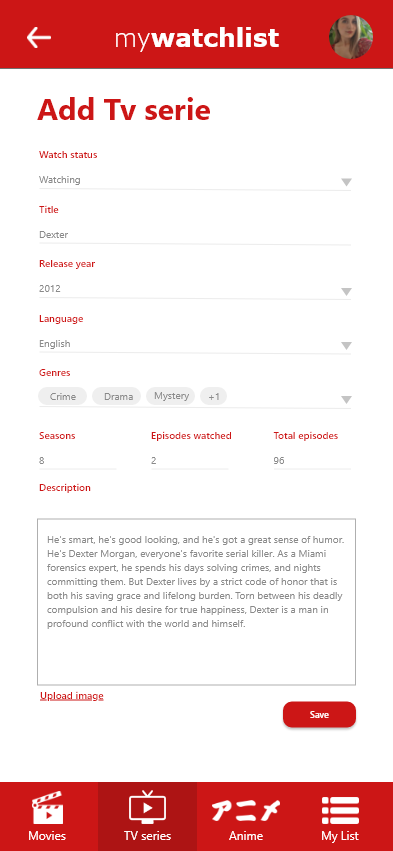 mywatchlist
Add Tv serie
Watch status
Watching
Title
Dexter
Release year
2012
Language
English
Genres
Crime Drama Mystery +1
Seasons Episodes watched Total episodes
8 2 96
Description
He's smart, he's good looking, and he's got a great sense of humor.
He's Dexter Morgan, everyone's favorite serial killer. As a Miami
forensics expert, he spends his days solving crimes, and nights
committing them. But Dexter lives by a strict code of honor that is
both his saving grace and lifelong burden. Torn between his deadly
compulsion and his desire for true happiness, Dexter is a man in
profound conflict with the world and himself.
Upload image
Save
アニメ
Movies TV series Anime My List